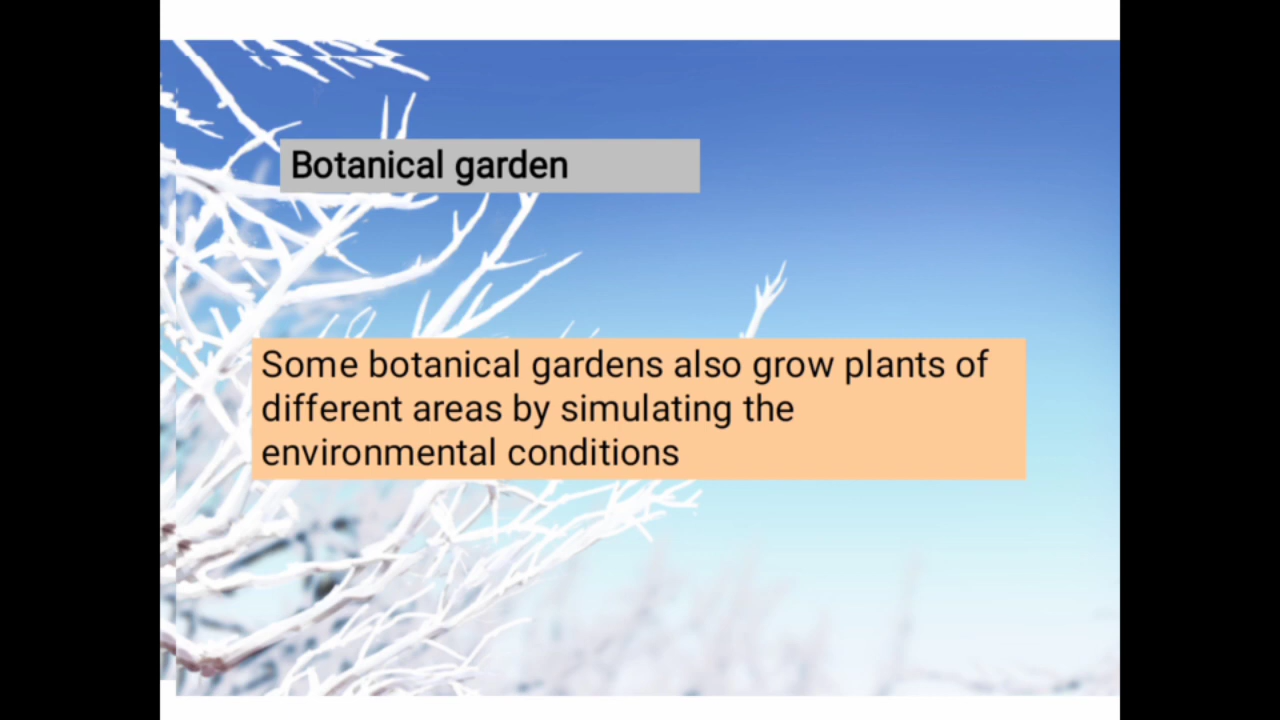 Botanical garden
Some botanical gardens also grow plants of
different areas by simulating the
environmental conditions